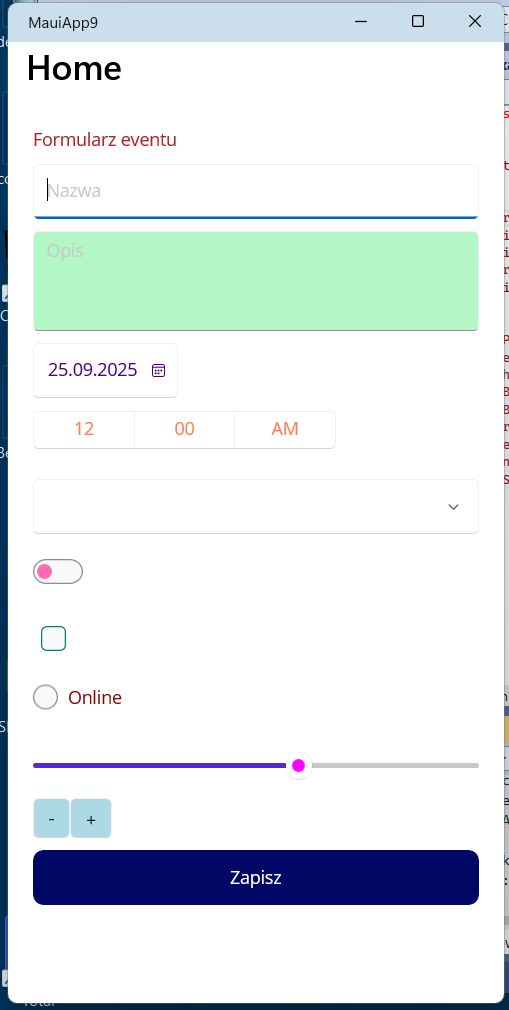 MauiApp9
Home
Formularz eventu
Nazwa
Opis
25.09.2025
12 00 AM
Online
- +
Zapisz